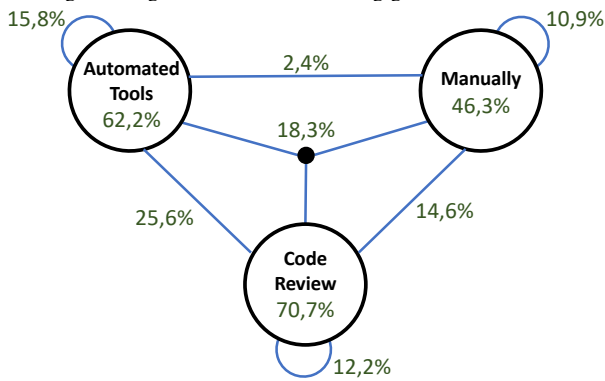 15,8%
10,9%
Automated
Tools
62,2%
2,4%
Manually
46,3%
18,3%
25,6%
14,6%
Code
Review
70,7%
12,2%